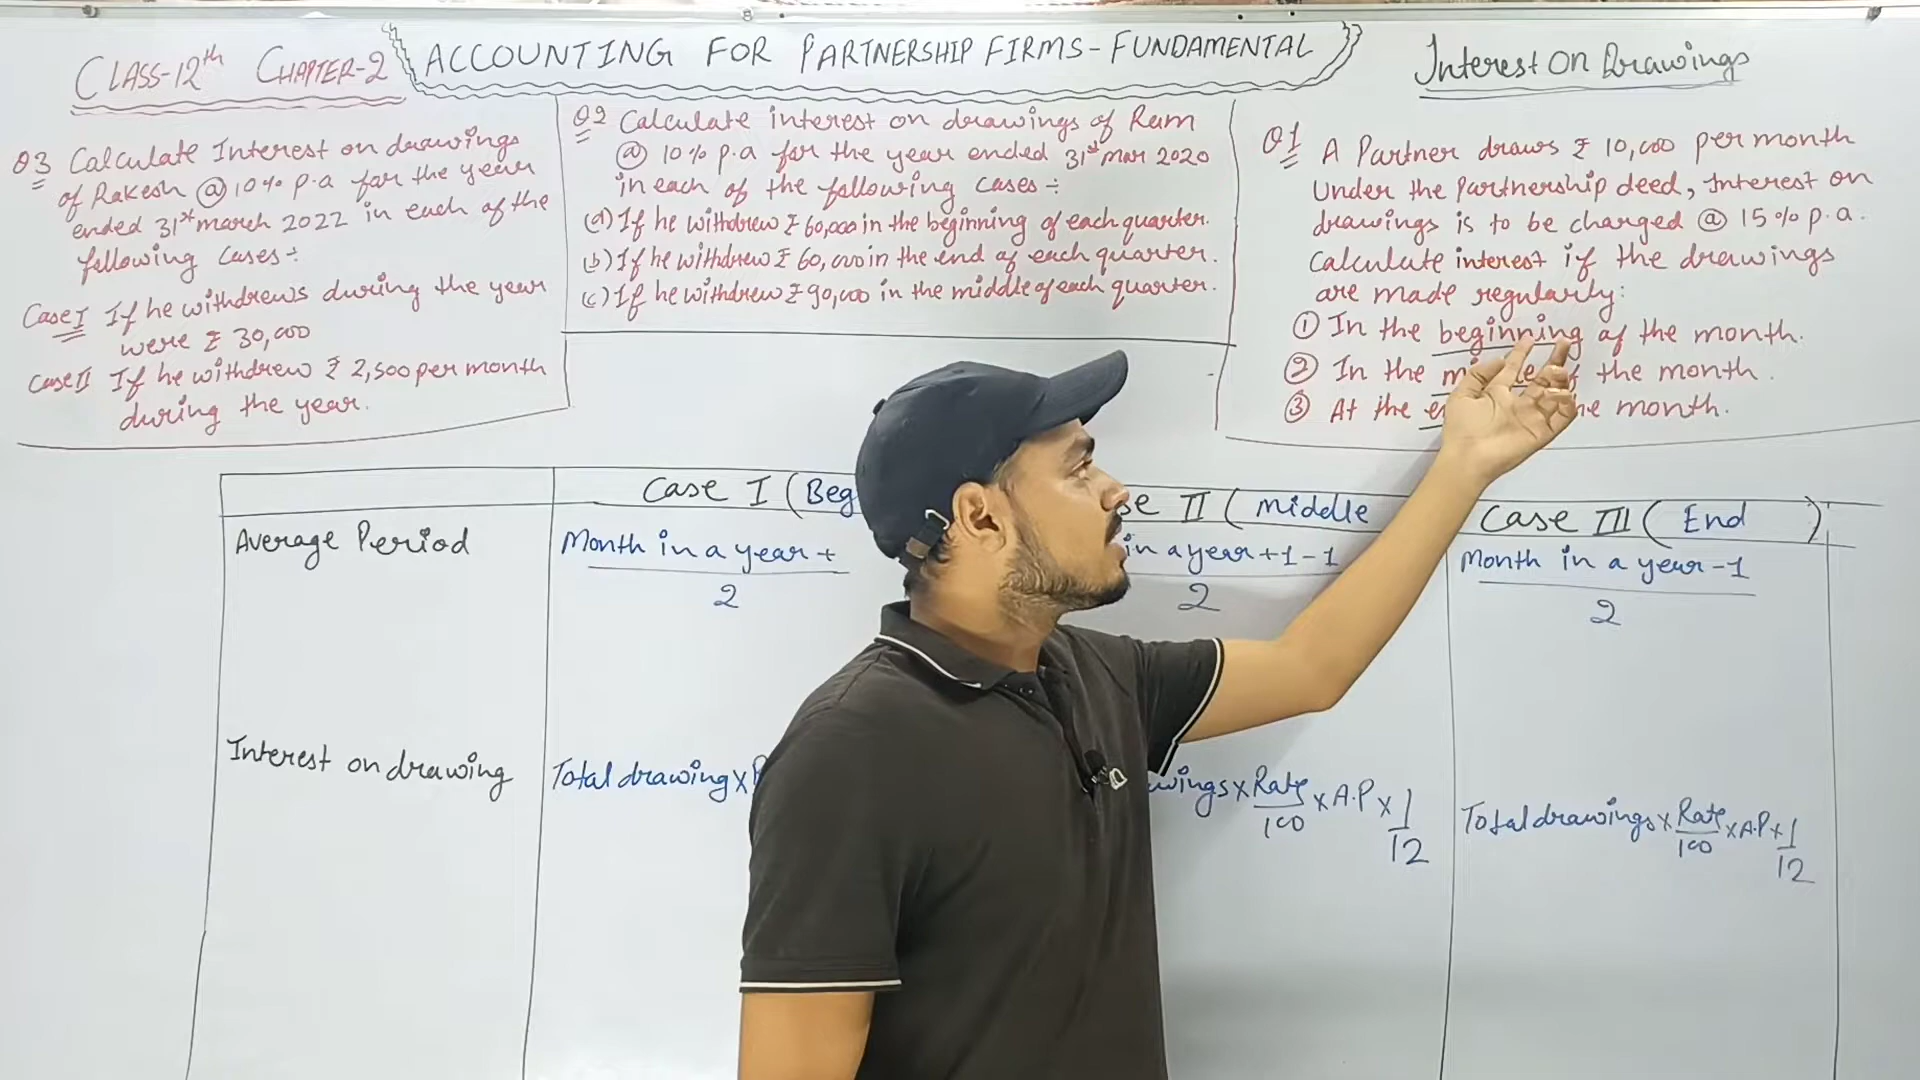 CLASS-12th CHAPTER-2
ACCOUNTING FOR PARTNERSHIP FIRMS-FUNDAMENTAL
Interest On Drawings
Q3 Calculate Interest on drawings
of Rakesh @ 10% p.a for the year
ended 31st march 2022 in each of the
following cases:-
Case I If he withdrews during the year
were ₹ 30,000
Case II If he withdrew ₹ 2,500 per month
during the year.
Q2 Calculate interest on drawings of Ram
@ 10% p.a for the year ended 31st mar 2020
in each of the following cases :-
(a) If he withdrew ₹ 60,000 in the beginning of each quarter.
(b) If he withdrew ₹ 60,000 in the end of each quarter.
(c) If he withdrew ₹ 90,000 in the middle of each quarter.
Q1 A Partner draws ₹ 10,000 per month
Under the partnership deed, Interest on
drawings is to be charged @ 15% p.a.
Calculate interest if the drawings
are made regularly:
① In the beginning of the month.
② In the of the month.
③ At the the month.
Case I (Beg
II (middle
Case III (End)
Average Period
Month in a year +
2
in a year +1-1
2
Month in a year -1
2
Interest on drawing
Total drawing ×
× Rate × A.P × 1
100 12
Total drawings × Rate × A.P × 1
100 12